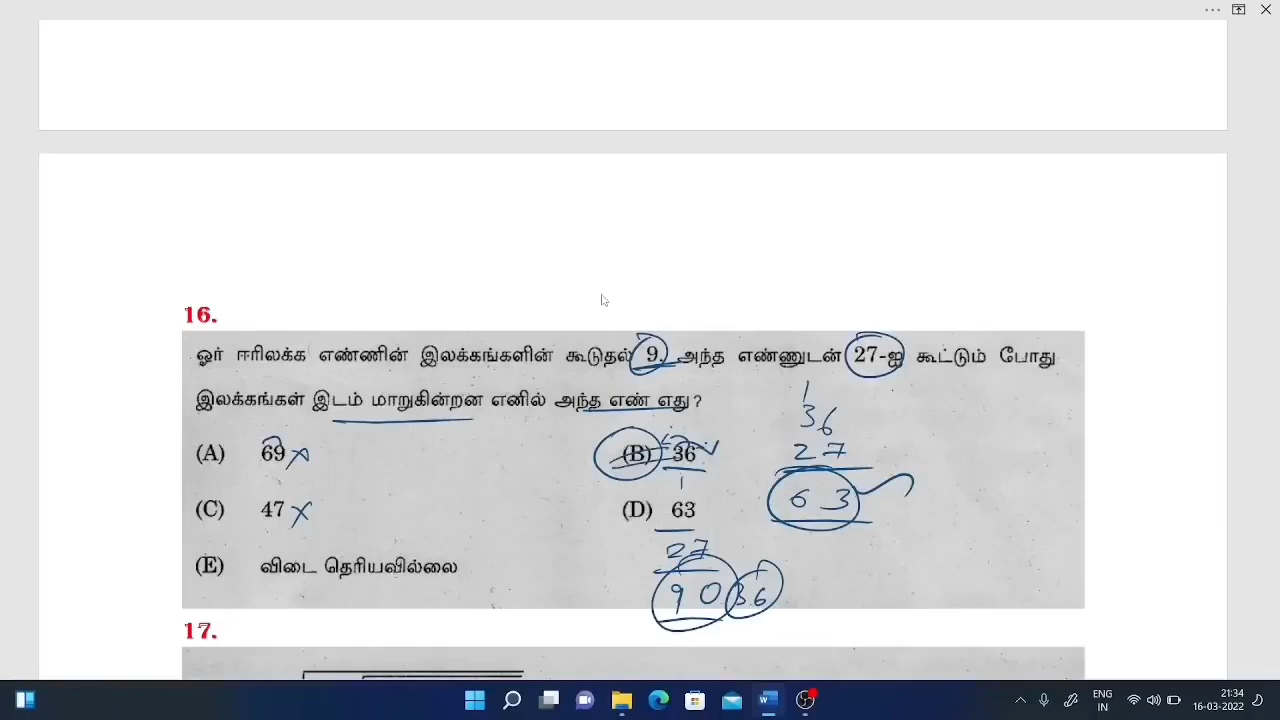 16.
ஓர் ஈரிலக்க எண்ணின் இலக்கங்களின் கூடுதல் 9. அந்த எண்ணுடன் 27-ஐ கூட்டும் போது
இலக்கங்கள் இடம் மாறுகின்றன எனில் அந்த எண் எது?
(A) 69 (B) 36
(C) 47 (D) 63
(E) விடை தெரியவில்லை
1
36
27
63
1
27
90 36
17.
ENG
IN
21:34
16-03-2022